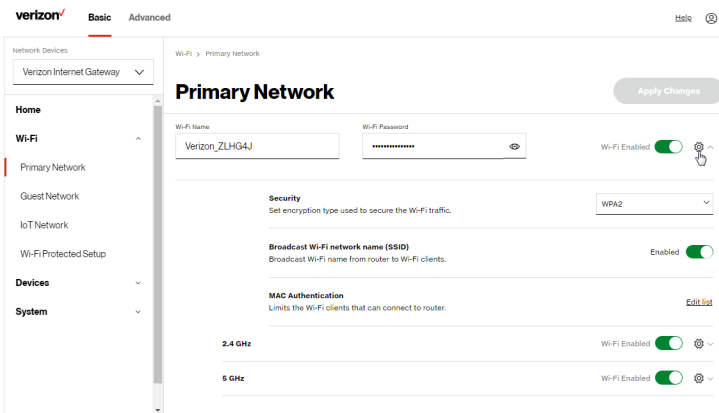 verizon Basic Advanced Help
Network Devices
Verizon Internet Gateway
Home
Wi-Fi
Primary Network
Guest Network
IoT Network
Wi-Fi Protected Setup
Devices
System
Wi-Fi > Primary Network
Primary Network Apply Changes
Wi-Fi Name Wi-Fi Password
Verizon_ZLHG4J ••••••••••••••• Wi-Fi Enabled
Security
Set encryption type used to secure the Wi-Fi traffic.
WPA2
Broadcast Wi-Fi network name (SSID)
Broadcast Wi-Fi name from router to Wi-Fi clients.
Enabled
MAC Authentication
Limits the Wi-Fi clients that can connect to router.
Edit list
2.4 GHz Wi-Fi Enabled
5 GHz Wi-Fi Enabled